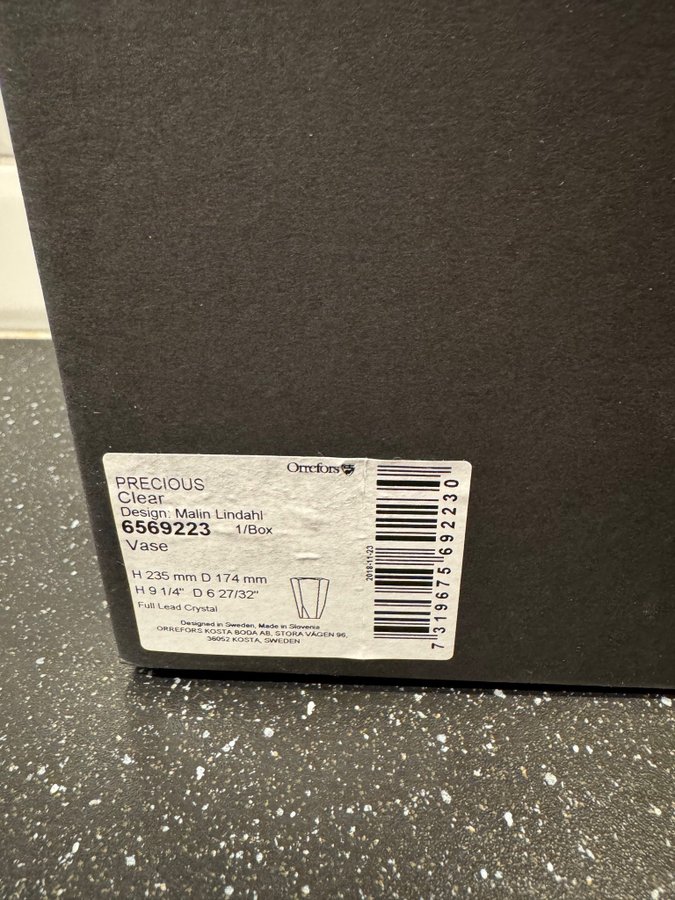 Orrefors
PRECIOUS
Clear
Design: Malin Lindahl
6569223 1/Box
Vase
H 235 mm D 174 mm
H 9 1/4" D 6 27/32"
Full Lead Crystal
Designed in Sweden, Made in Slovenia
ORREFORS KOSTA BODA AB, STORA VÄGEN 96,
36052 KOSTA, SWEDEN
2018-11-23
7 319675 692230